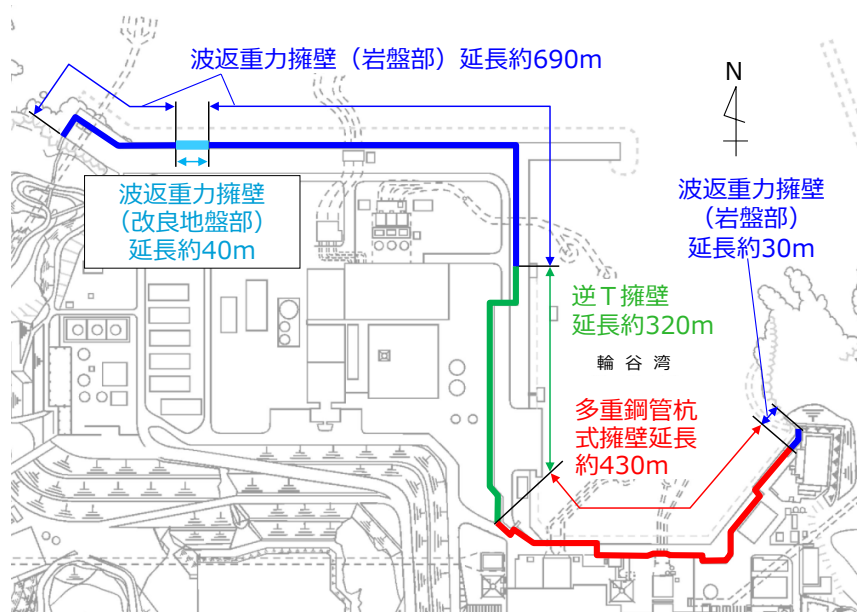 波返重力擁壁（岩盤部）延長約690m
N
波返重力擁壁
（改良地盤部）
延長約40m
波返重力擁壁
（岩盤部）
延長約30m
逆Ｔ擁壁
延長約320m
輪 谷 湾
多重鋼管杭
式擁壁延長
約430m